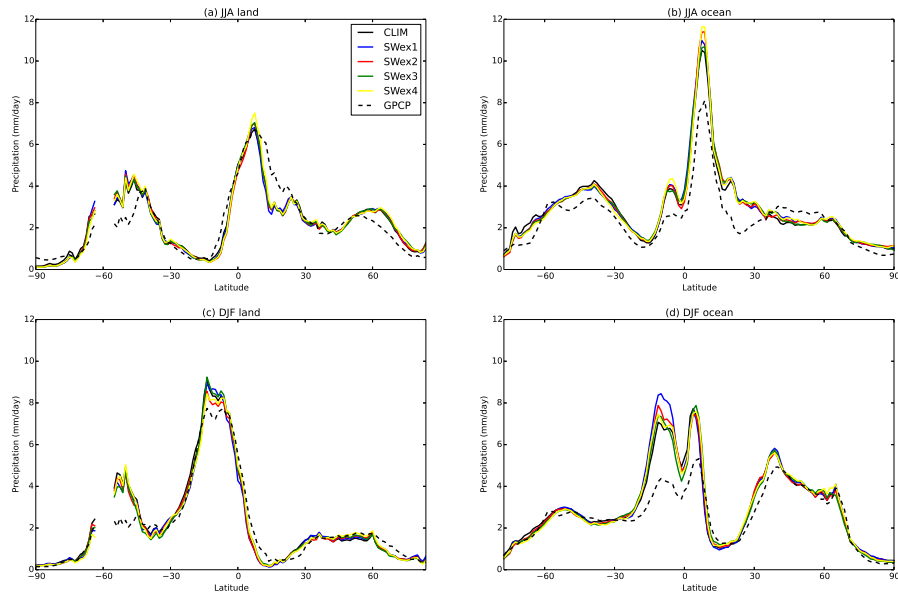 (a) JJA land
12
10
8
6
4
2
0
Precipitation (mm/day)
CLIM
SWex1
SWex2
SWex3
SWex4
GPCP
−90 −60 −30 0 30 60
Latitude
(b) JJA ocean
12
10
8
6
4
2
0
Precipitation (mm/day)
−60 −30 0 30 60 90
Latitude
(c) DJF land
12
10
8
6
4
2
0
Precipitation (mm/day)
−90 −60 −30 0 30 60
Latitude
(d) DJF ocean
12
10
8
6
4
2
0
Precipitation (mm/day)
−60 −30 0 30 60 90
Latitude